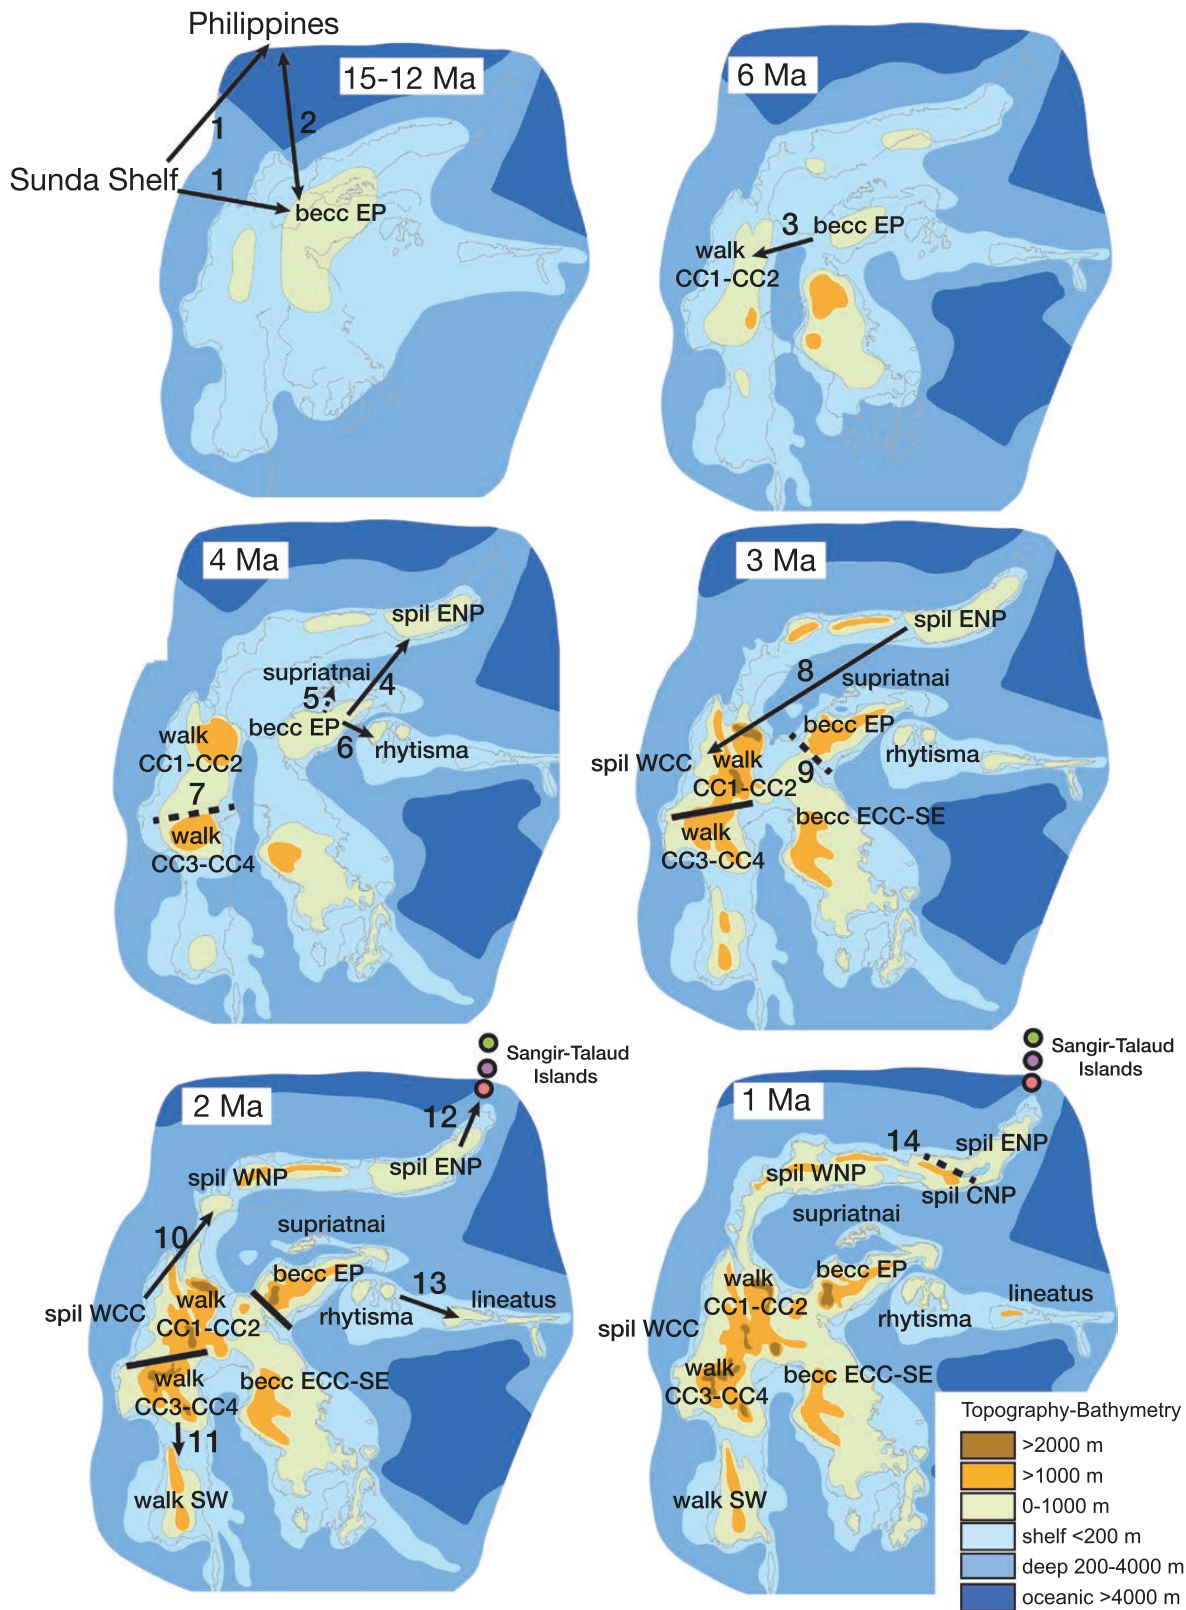 Philippines
15-12 Ma
1
2
Sunda Shelf
1
becc EP
6 Ma
3
becc EP
walk
CC1-CC2
4 Ma
spil ENP
supriatnai
5
4
becc EP
6
rhytisma
walk
CC1-CC2
7
walk
CC3-CC4
3 Ma
spil ENP
8
supriatnai
becc EP
rhytisma
spil WCC
walk
CC1-CC2
9
becc ECC-SE
walk
CC3-CC4
Sangir-Talaud
Islands
2 Ma
12
spil WNP
spil ENP
10
supriatnai
becc EP
13
lineatus
spil WCC
walk
CC1-CC2
rhytisma
walk
CC3-CC4
becc ECC-SE
11
walk SW
Sangir-Talaud
Islands
1 Ma
14
spil ENP
spil WNP
spil CNP
supriatnai
becc EP
walk
CC1-CC2
lineatus
rhytisma
spil WCC
walk
CC3-CC4
becc ECC-SE
walk SW
Topography-Bathymetry
>2000 m
>1000 m
0-1000 m
shelf <200 m
deep 200-4000 m
oceanic >4000 m